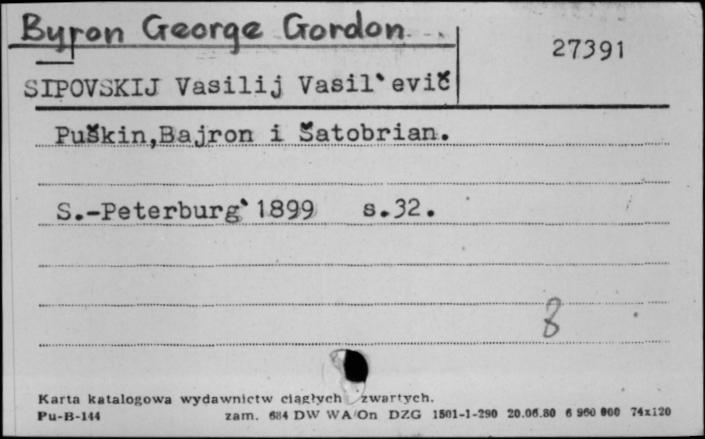 Byron George Gordon
27391
SIPOVSKIJ Vasilij Vasil`evič
Puškin,Bajron i Šatobrian.
S.-Peterburg` 1899 s.32.
8
Karta katalogowa wydawnictw ciągłych zwartych.
Pu-B-144 zam. 684 DW WA/On DZG 1501-1-290 20.06.80 6 960 000 74x120